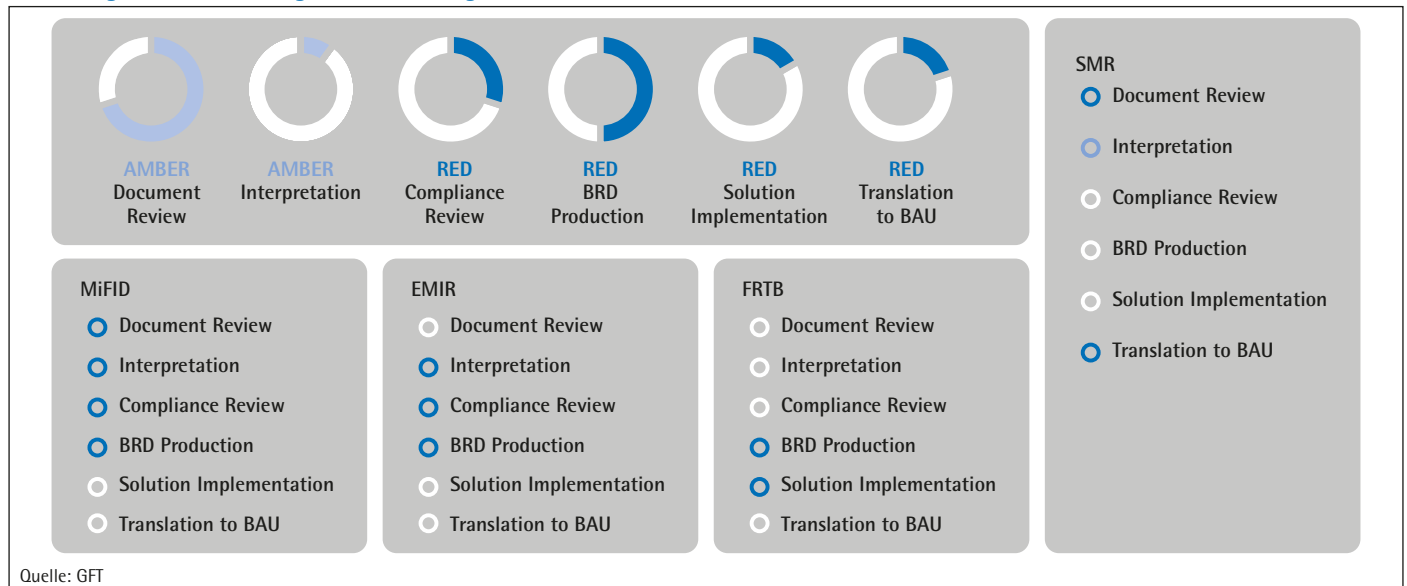 AMBER
Document
Review
AMBER
Interpretation
RED
Compliance
Review
RED
BRD
Production
RED
Solution
Implementation
RED
Translation
to BAU
SMR
Document Review
Interpretation
Compliance Review
BRD Production
Solution Implementation
Translation to BAU
MiFID
Document Review
Interpretation
Compliance Review
BRD Production
Solution Implementation
Translation to BAU
EMIR
Document Review
Interpretation
Compliance Review
BRD Production
Solution Implementation
Translation to BAU
FRTB
Document Review
Interpretation
Compliance Review
BRD Production
Solution Implementation
Translation to BAU
Quelle: GFT